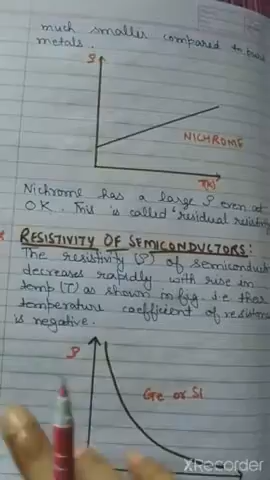 much smaller compared to pure
metals.
ρ
NICHROME
T(K)
Nichrome has a large ρ even at
0K. This is called "residual resistivity
RESISTIVITY OF SEMICONDUCTORS:
The resistivity (ρ) of semicondu
decreases rapidly with rise in
temp (T) as shown in fig. i.e. their
temperature coefficient of resistance
is negative.
ρ
Ge or Si
XRecorder